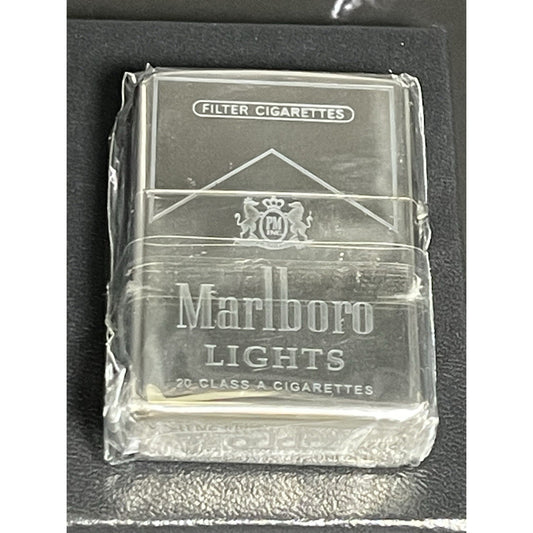 FILTER CIGARETTES
PM
INC
Marlboro
LIGHTS
20 CLASS A CIGARETTES